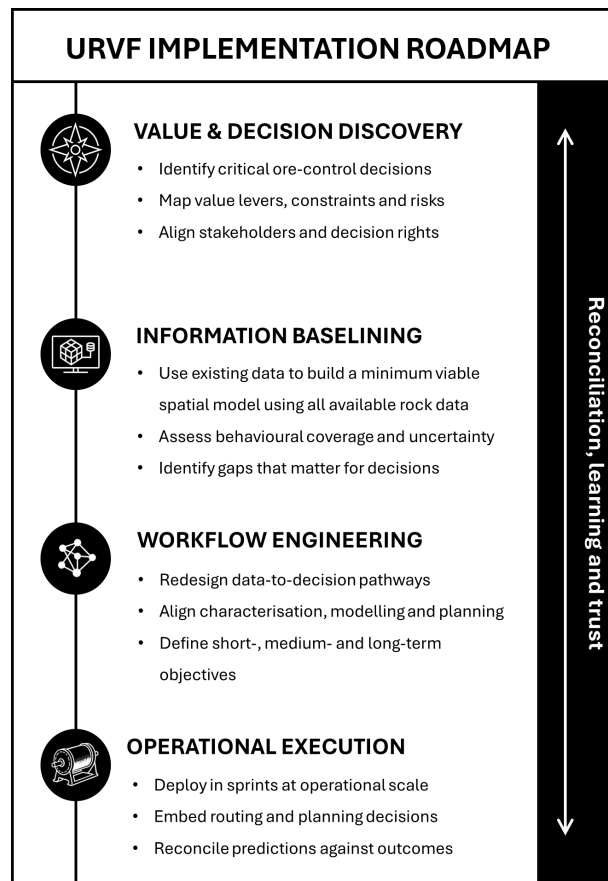 URVF IMPLEMENTATION ROADMAP
VALUE & DECISION DISCOVERY
• Identify critical ore-control decisions
• Map value levers, constraints and risks
• Align stakeholders and decision rights
INFORMATION BASELINING
• Use existing data to build a minimum viable
spatial model using all available rock data
• Assess behavioural coverage and uncertainty
• Identify gaps that matter for decisions
WORKFLOW ENGINEERING
• Redesign data-to-decision pathways
• Align characterisation, modelling and planning
• Define short-, medium- and long-term
objectives
OPERATIONAL EXECUTION
• Deploy in sprints at operational scale
• Embed routing and planning decisions
• Reconcile predictions against outcomes
Reconciliation, learning and trust